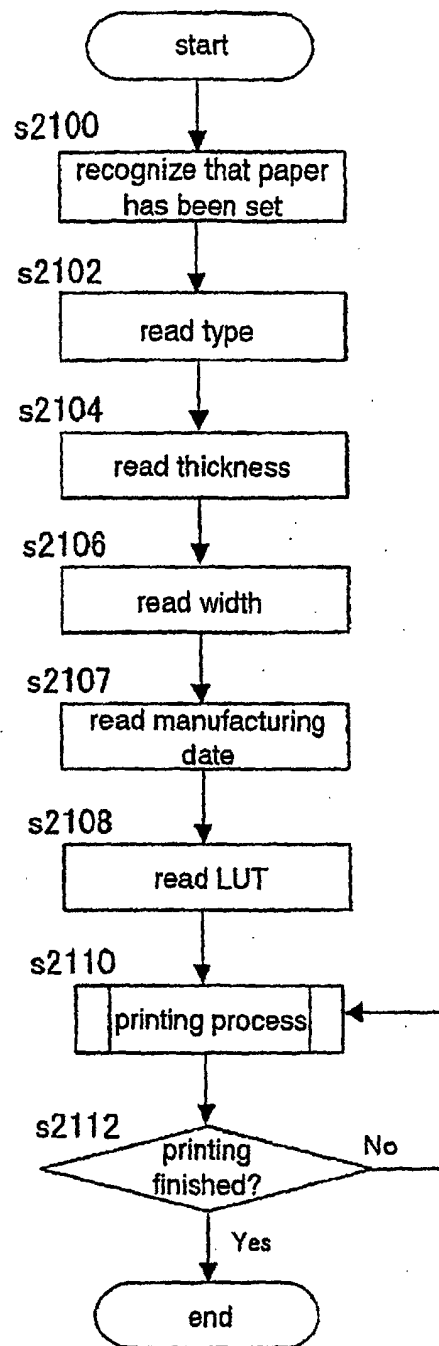 start
s2100
recognize that paper
has been set
s2102
read type
s2104
read thickness
s2106
read width
s2107
read manufacturing
date
s2108
read LUT
s2110
printing process
s2112
printing
finished?
No
Yes
end